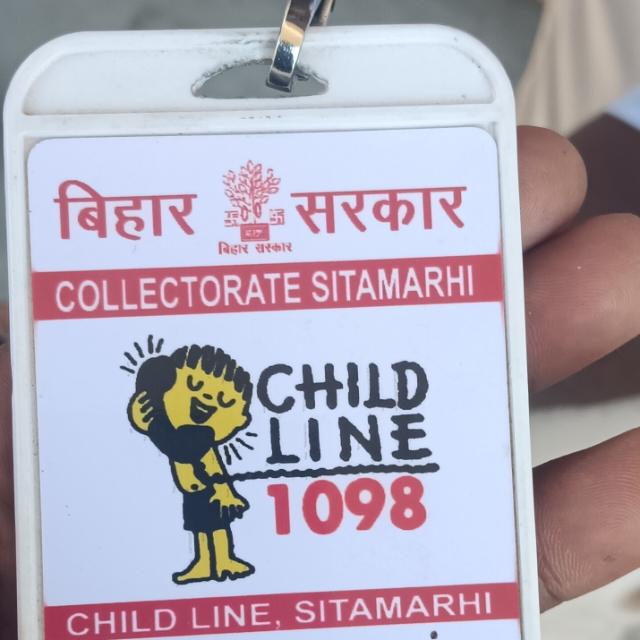 बिहार सरकार
बिहार सरकार
COLLECTORATE SITAMARHI
CHILD
LINE
1098
CHILD LINE, SITAMARHI